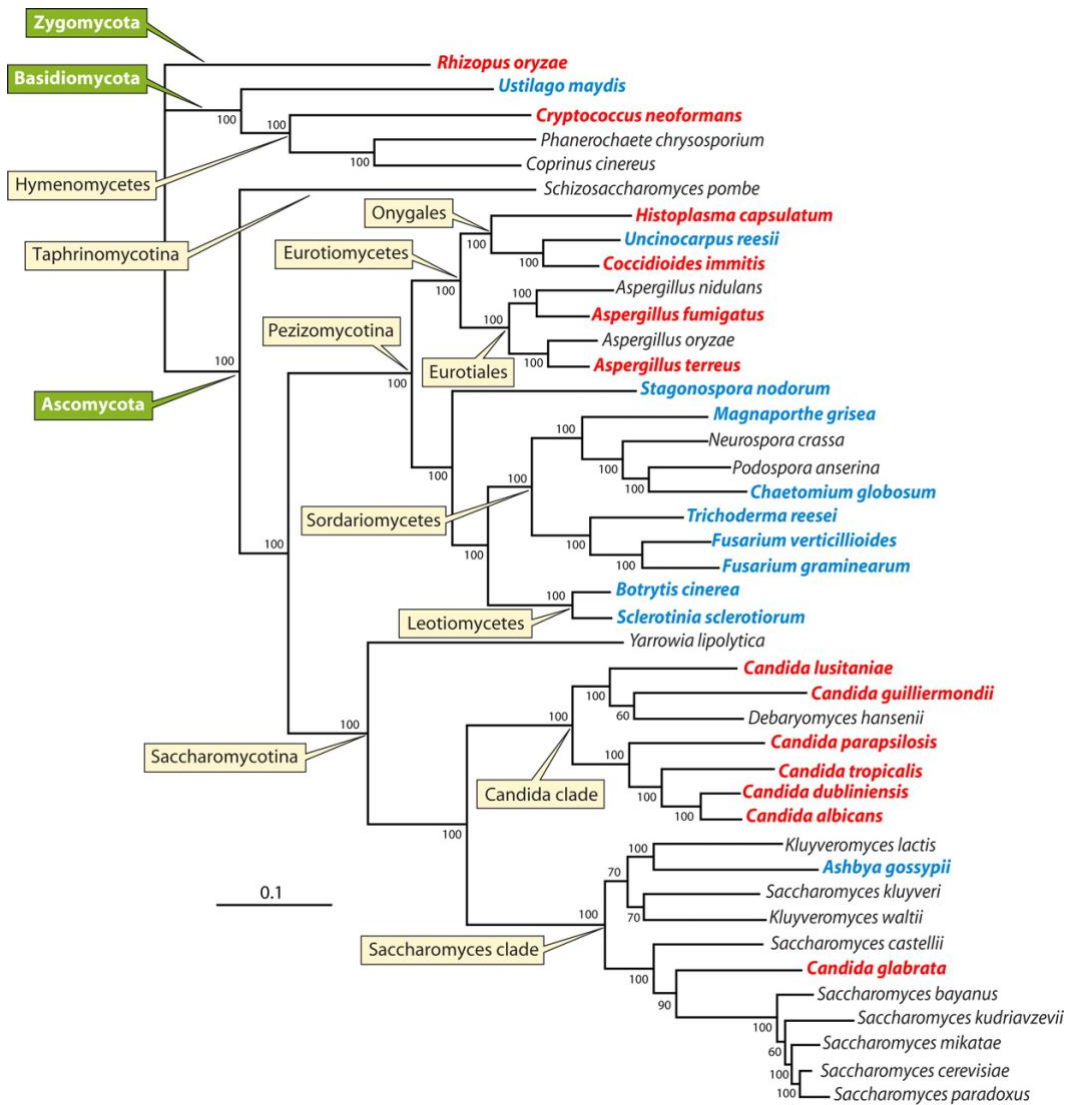 Zygomycota
Rhizopus oryzae
Basidiomycota
Ustilago maydis
100
100
Cryptococcus neoformans
Phanerochaete chrysosporium
100
Coprinus cinereus
Hymenomycetes
Schizosaccharomyces pombe
Taphrinomycotina
Onygales
Histoplasma capsulatum
100
Uncinocarpus reesii
Eurotiomycetes
100
Coccidioides immitis
100
Aspergillus nidulans
100
Aspergillus fumigatus
100
Pezizomycotina
Aspergillus oryzae
100
Aspergillus terreus
Eurotiales
100
100
Ascomycota
Stagonospora nodorum
Magnaporthe grisea
100
Neurospora crassa
100
Podospora anserina
100
100
100
Chaetomium globosum
Sordariomycetes
Trichoderma reesei
100
Fusarium verticillioides
100
100
100
Fusarium graminearum
Botrytis cinerea
100
Sclerotinia sclerotiorum
Leotiomycetes
Yarrowia lipolytica
Candida lusitaniae
100
Candida guilliermondii
60
Debaryomyces hansenii
100
100
Saccharomycotina
Candida parapsilosis
100
Candida tropicalis
100
Candida dubliniensis
100
Candida albicans
Candida clade
100
Kluyveromyces lactis
100
Ashbya gossypii
70
Saccharomyces kluyveri
0.1
70
Kluyveromyces waltii
100
Saccharomyces clade
Saccharomyces castellii
100
Candida glabrata
90
Saccharomyces bayanus
100
Saccharomyces kudriavzevii
60
Saccharomyces mikatae
100
Saccharomyces cerevisiae
100
Saccharomyces paradoxus